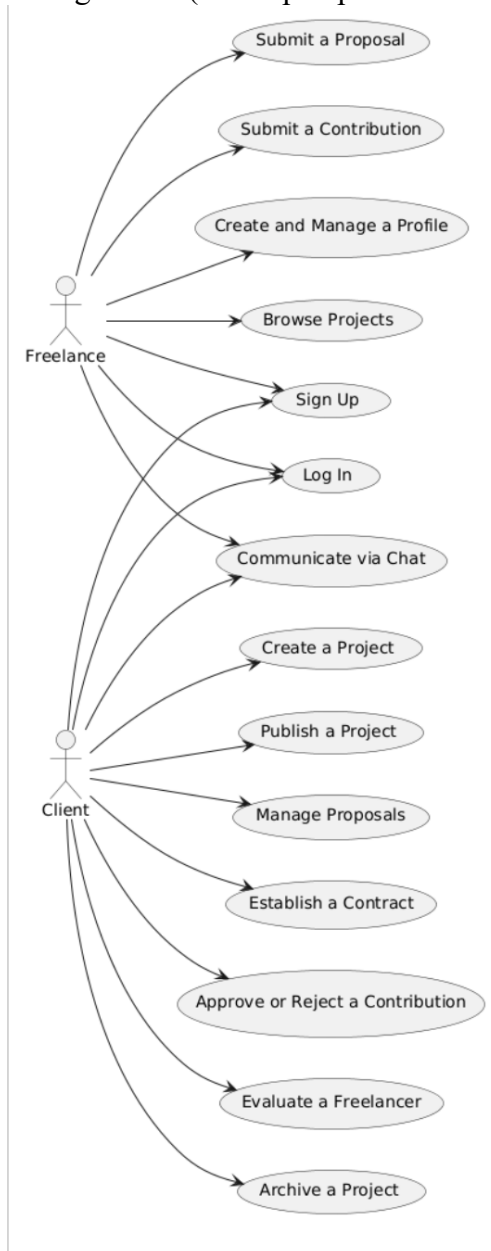 Submit a Proposal
Submit a Contribution
Create and Manage a Profile
Browse Projects
Freelance
Sign Up
Log In
Communicate via Chat
Create a Project
Publish a Project
Client
Manage Proposals
Establish a Contract
Approve or Reject a Contribution
Evaluate a Freelancer
Archive a Project